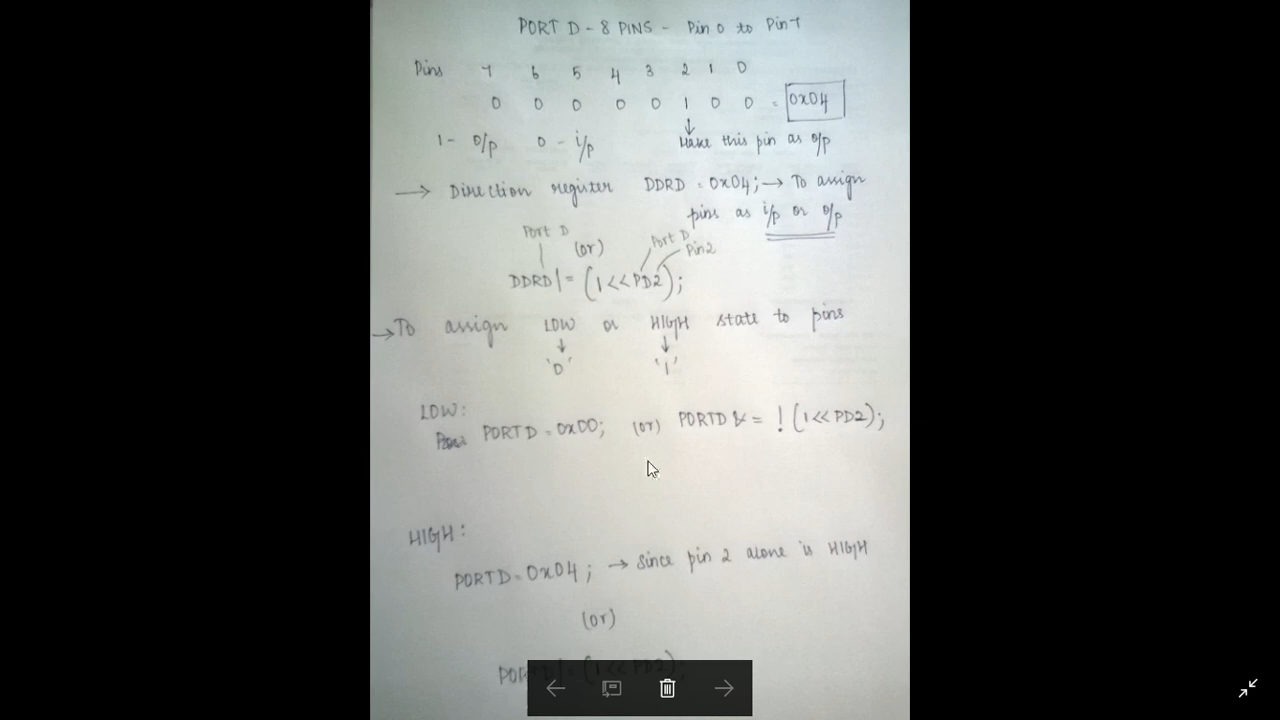 PORT D - 8 PINS - Pin 0 to Pin 7
Pins 7 6 5 4 3 2 1 0
0 0 0 0 0 1 0 0 = 0x04
1 - o/p 0 - i/p Make this pin as o/p
→ Direction register DDRD = 0x04; → To assign
pins as i/p or o/p
Port D (or) Port D Pin2
DDRD |= (1<<PD2);
→ To assign LOW or HIGH state to pins
'0' '1'
LOW:
PORTD = 0x00; (or) PORTD &= !(1<<PD2);
HIGH:
PORTD = 0x04; → Since pin 2 alone is HIGH
(or)
PORTD |= (1<<PD2);